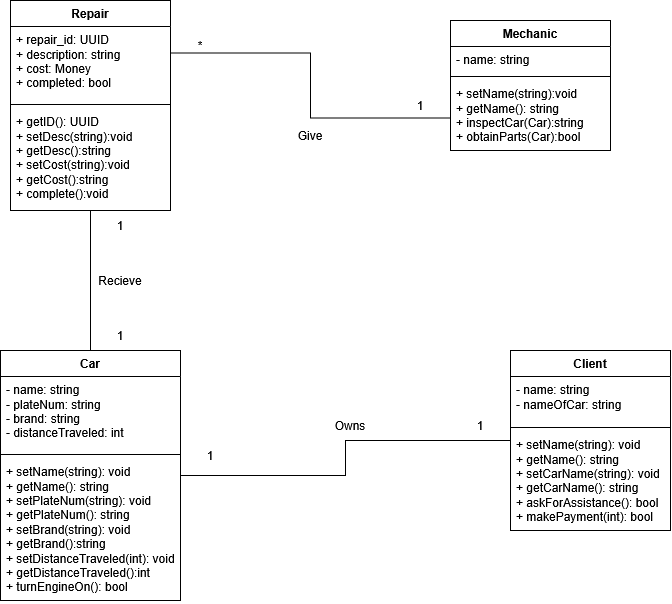 Repair
+ repair_id: UUID
+ description: string
+ cost: Money
+ completed: bool
+ getID(): UUID
+ setDesc(string):void
+ getDesc():string
+ setCost(string):void
+ getCost():string
+ complete():void
*
Give
1
Mechanic
- name: string
+ setName(string):void
+ getName(): string
+ inspectCar(Car):string
+ obtainParts(Car):bool
1
Recieve
1
Car
- name: string
- plateNum: string
- brand: string
- distanceTraveled: int
+ setName(string): void
+ getName(): string
+ setPlateNum(string): void
+ getPlateNum(): string
+ setBrand(string): void
+ getBrand():string
+ setDistanceTraveled(int): void
+ getDistanceTraveled():int
+ turnEngineOn(): bool
1
Owns
1
Client
- name: string
- nameOfCar: string
+ setName(string): void
+ getName(): string
+ setCarName(string): void
+ getCarName(): string
+ askForAssistance(): bool
+ makePayment(int): bool